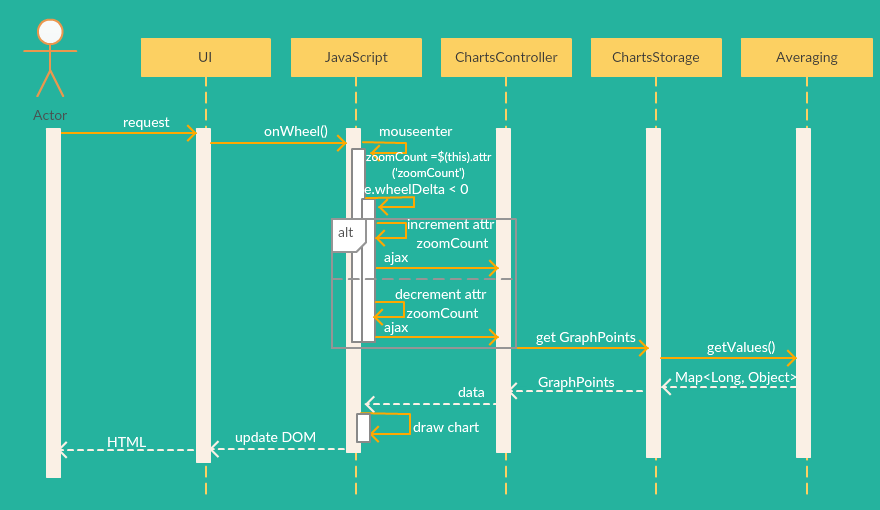 UI
JavaScript
ChartsController
ChartsStorage
Averaging
Actor
request
onWheel()
mouseenter
zoomCount =$(this).attr
('zoomCount')
e.wheelDelta < 0
alt
increment attr
zoomCount
ajax
decrement attr
zoomCount
ajax
get GraphPoints
getValues()
Map<Long, Object>
GraphPoints
data
draw chart
update DOM
HTML